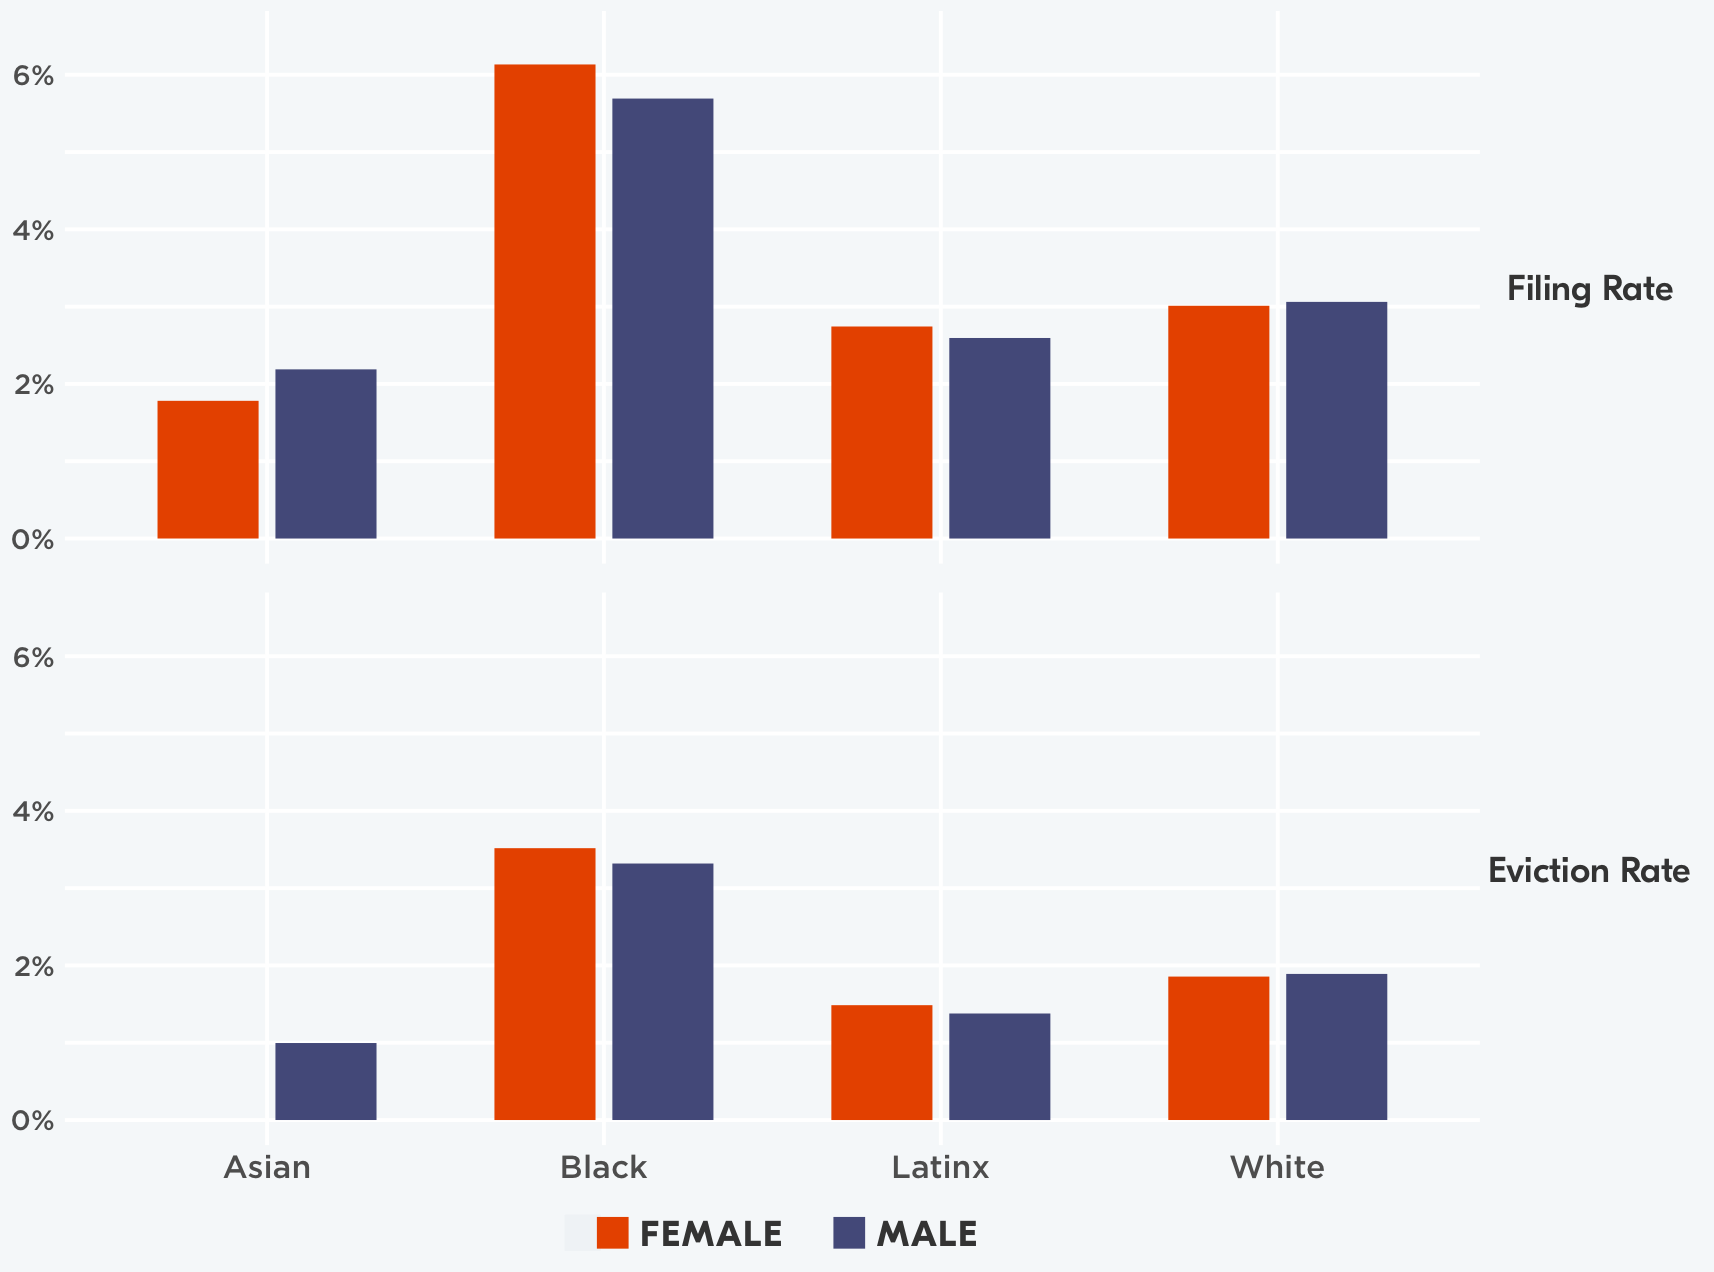 6%
4%
Filing Rate
2%
0%
6%
4%
Eviction Rate
2%
0%
Asian Black Latinx White
FEMALE MALE